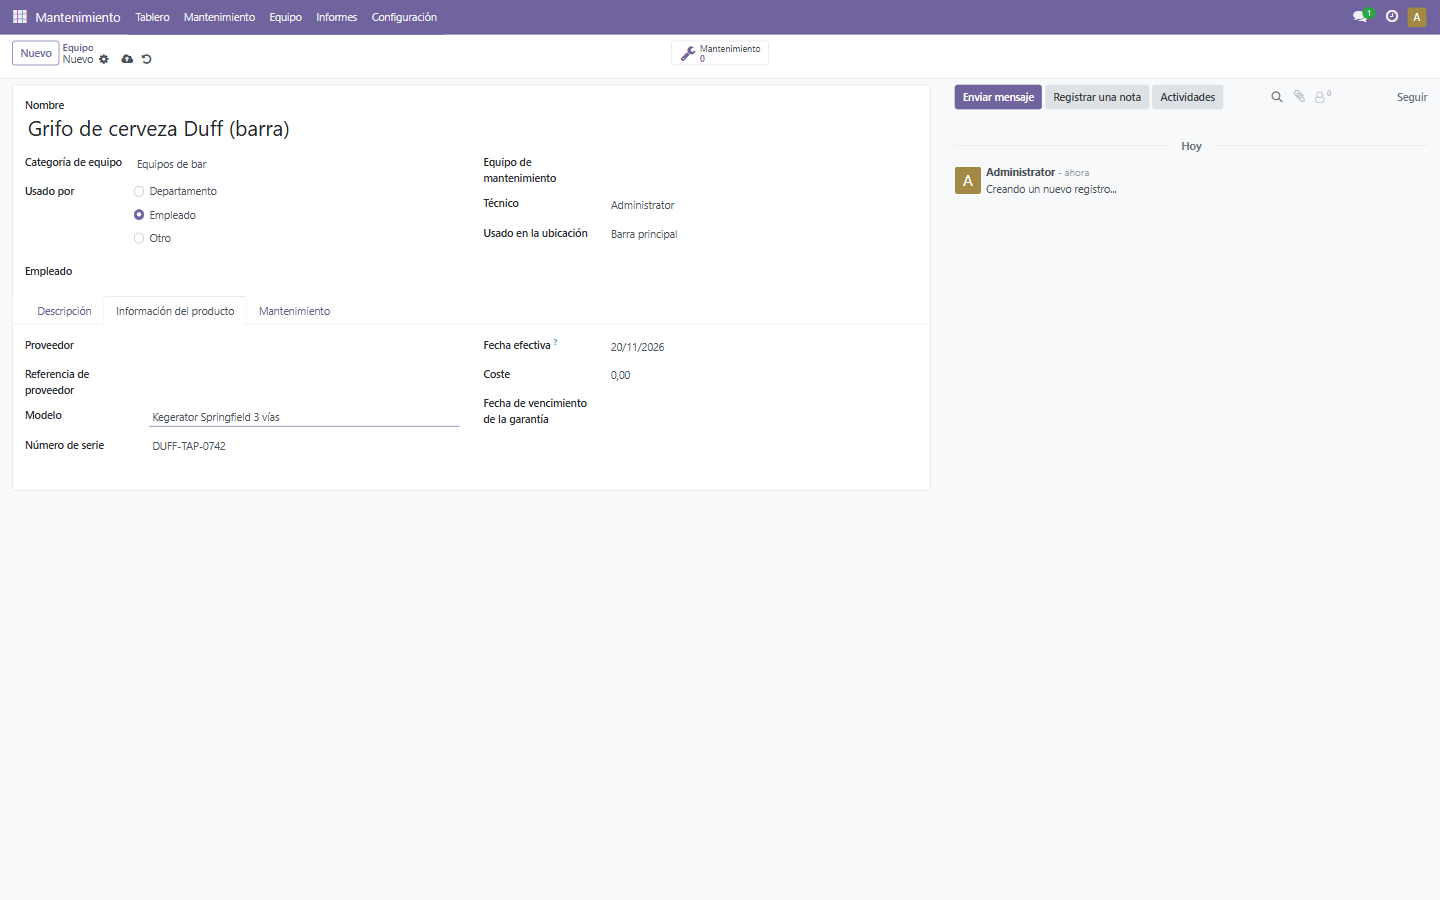 Mantenimiento Tablero Mantenimiento Equipo Informes Configuración 1 A
Nuevo
Equipo
Nuevo
Mantenimiento
0
Nombre
Grifo de cerveza Duff (barra)
Categoría de equipo Equipos de bar
Usado por Departamento
Empleado
Otro
Empleado
Equipo de
mantenimiento
Técnico Administrator
Usado en la ubicación Barra principal
Descripción Información del producto Mantenimiento
Proveedor
Referencia de
proveedor
Modelo Kegerator Springfield 3 vías
Número de serie DUFF-TAP-0742
Fecha efectiva ? 20/11/2026
Coste 0,00
Fecha de vencimiento
de la garantía
Enviar mensaje Registrar una nota Actividades 0 Seguir
Hoy
A
Administrator - ahora
Creando un nuevo registro...